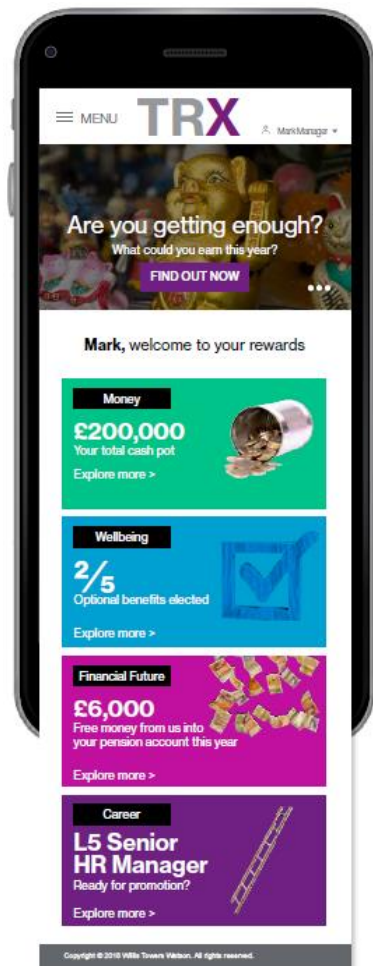 MENU
TRX
MarkManager
Are you getting enough?
What could you earn this year?
FIND OUT NOW
Mark, welcome to your rewards
Money
£200,000
Your total cash pot
Explore more >
Wellbeing
2/5
Optional benefits elected
Explore more >
Financial Future
£6,000
Free money from us into
your pension account this year
Explore more >
Career
L5 Senior
HR Manager
Ready for promotion?
Explore more >
Copyright © 2018 Willis Towers Watson. All rights reserved.